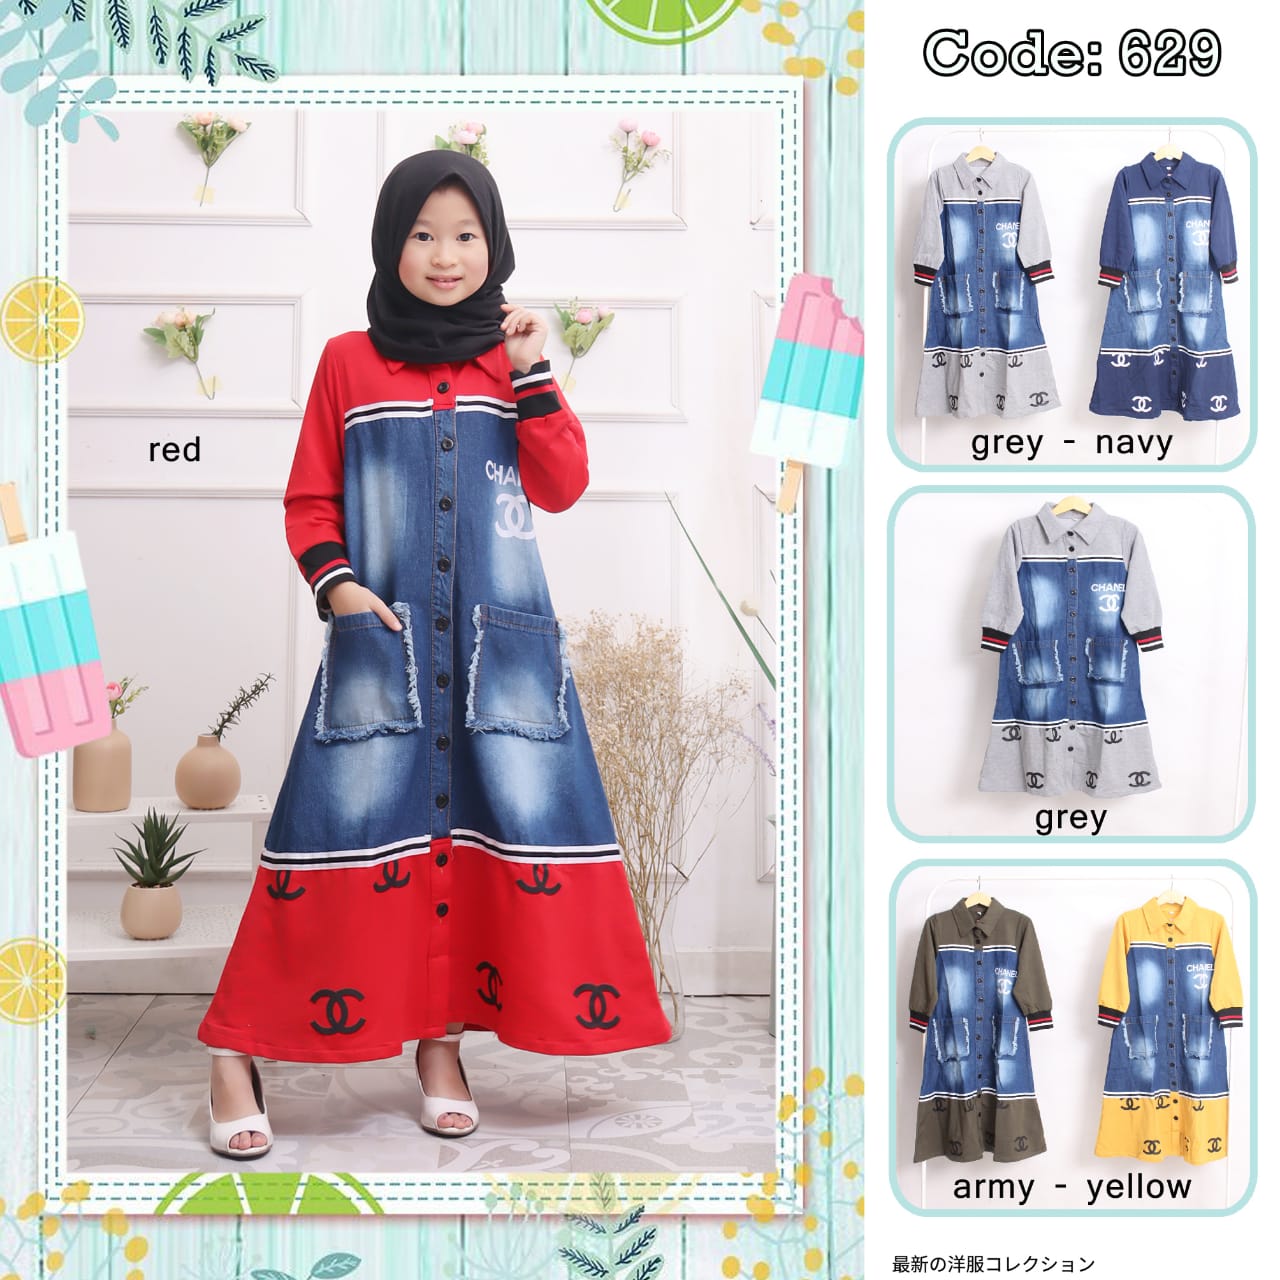 Code: 629
red
CHANEL
CHANEL
grey - navy
CHANEL
grey
CHANEL
CHANEL
army - yellow
最新の洋服コレクション